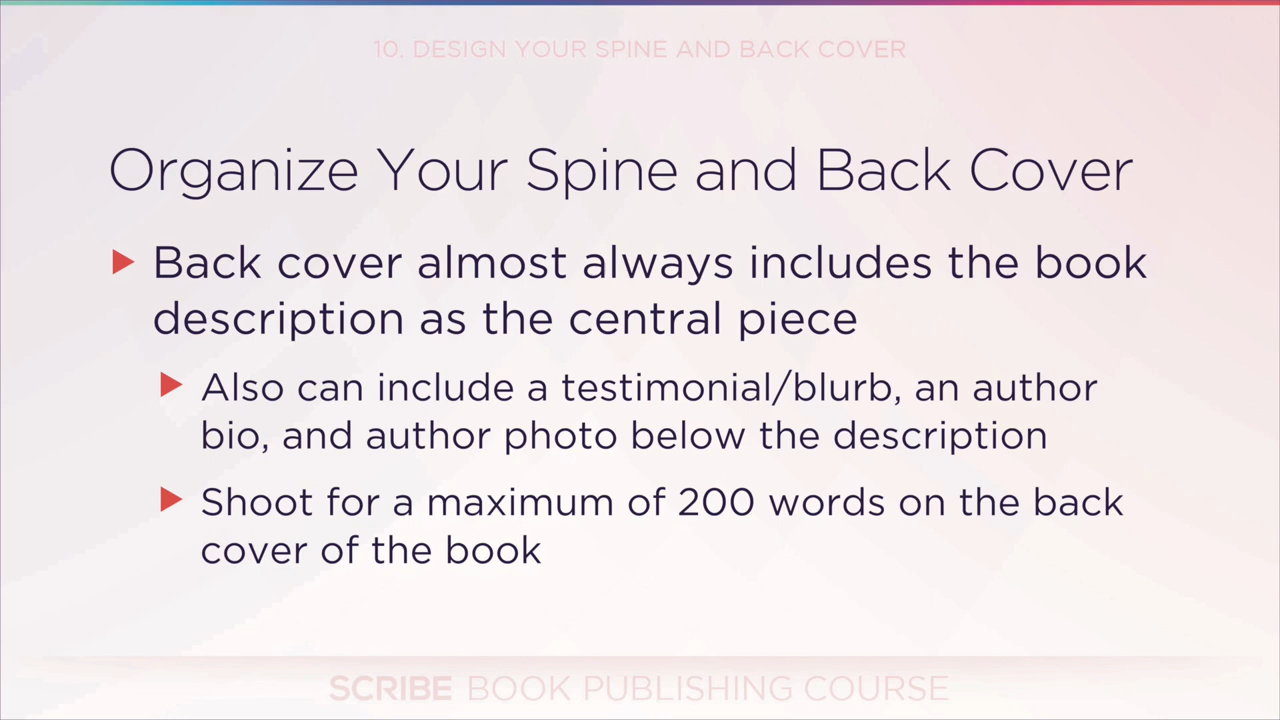 10. DESIGN YOUR SPINE AND BACK COVER
Organize Your Spine and Back Cover
Back cover almost always includes the book
description as the central piece
Also can include a testimonial/blurb, an author
bio, and author photo below the description
Shoot for a maximum of 200 words on the back
cover of the book
SCRIBE BOOK PUBLISHING COURSE